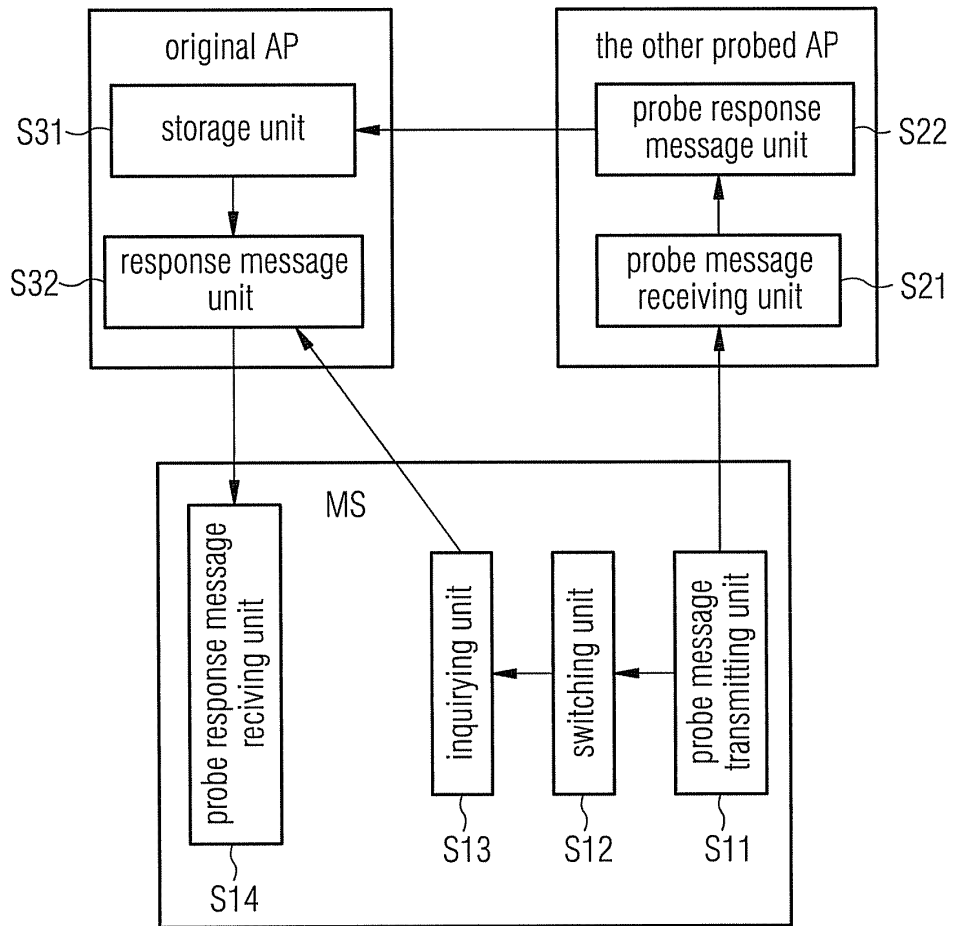 original AP
S31
storage unit
S32
response message
unit
the other probed AP
probe response
message unit
S22
probe message
receiving unit
S21
MS
probe response message
reciving unit
S14
inquirying unit
S13
switching unit
S12
probe message
transmitting unit
S11